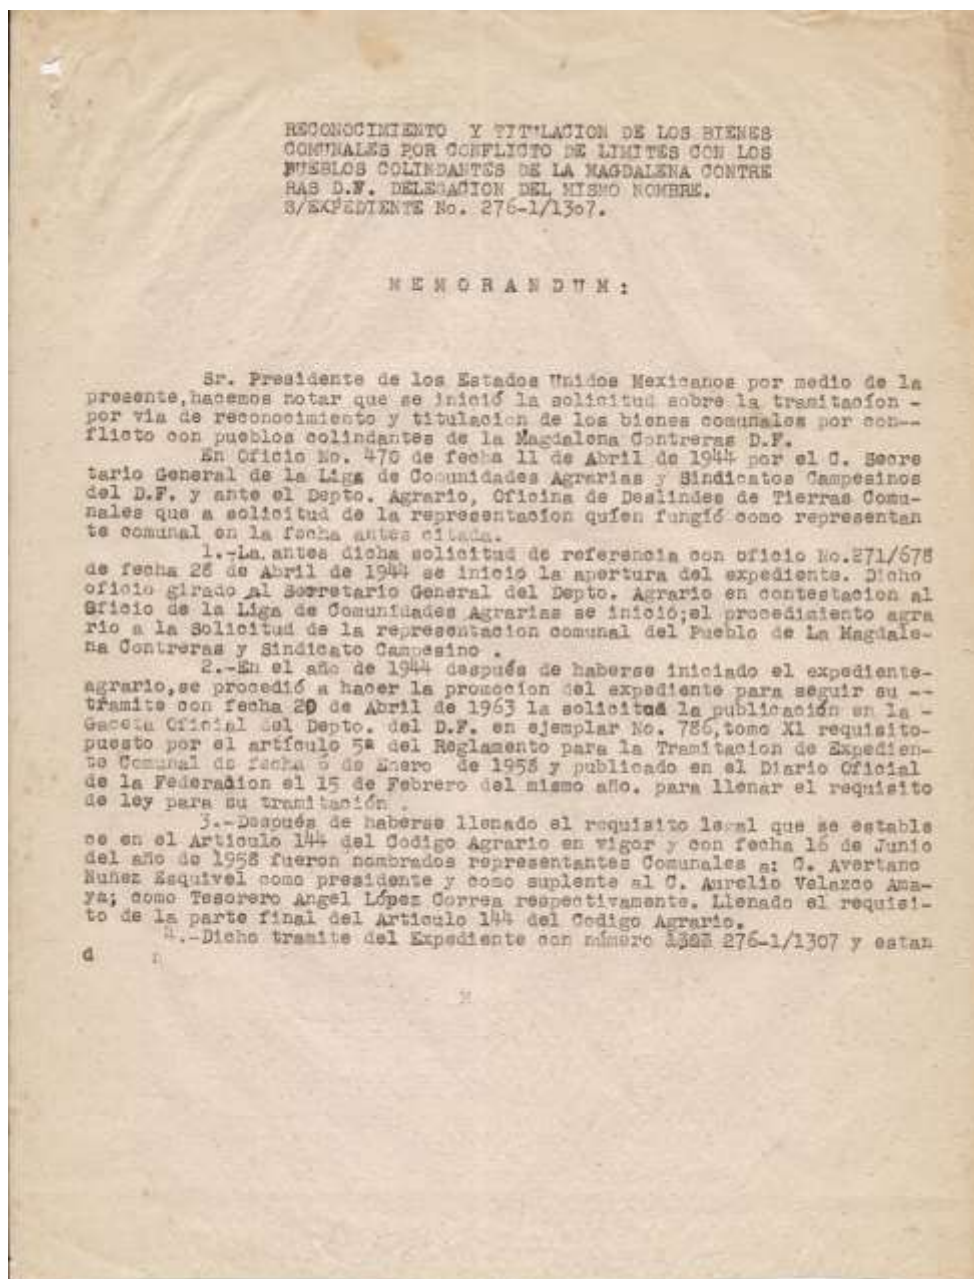 RECONOCIMIENTO Y TITULACION DE LOS BIENES
COMUNALES POR CONFLICTO DE LIMITES CON LOS
PUEBLOS COLINDANTES DE LA MAGDALENA CONTRE
RAS D.F. DELEGACION DEL MISMO NOMBRE.
S/EXPEDIENTE No. 276-1/1307.
M E M O R A N D U M :
Sr. Presidente de los Estados Unidos Mexicanos por medio de la
presente,hacemos notar que se inició la solicitud sobre la tramitacíon -
por via de reconocimiento y titulacion de los bienes comunales por con--
flicto con pueblos colindantes de la Magdalena Contreras D.F.
En Oficio No. 470 de fecha 11 de Abril de 1944 por el C. Secre
tario General de la Liga de Comunidades Agrarias y Sindicatos Campesinos
del D.F. y ante el Depto. Agrario, Oficina de Deslindes de Tierras Comu-
nales que a solicitud de la representacion quíen fungió como representan
te comunal en la fecha antes citada.
1.-La antes dicha solicitud de referencia con oficio No.271/678
de fecha 28 de Abril de 1944 se inició la apertura del expediente. Dicho
oficio girado al Secretario General del Depto. Agrario en contestacion al
Oficio de la Liga de Comunidades Agrarias se inició;el procedimiento agra
rio a la Solicitud de la representacion comunal del Pueblo de La Magdale-
na Contreras y Sindicato Campesino .
2.-En el año de 1944 después de haberse iniciado el expediente-
agrario,se procedió a hacer la promocion del expediente para seguir su --
trámite con fecha 20 de Abril de 1963 la solicitud la publicación en la -
Gaceta Oficial del Depto. del D.F. en ejemplar No. 786,tomo XI requisito-
puesto por el artículo 5º del Reglamento para la Tramitacion de Expedien-
te Comunal de fecha 6 de Enero de 1958 y publicado en el Diario Oficial
de la Federadion el 15 de Febrero del mismo año. para llenar el requisito
de ley para su tramitación .
3.-Después de haberse llenado el requisito legal que se estable
ce en el Articulo 144 del Codigo Agrario en vigor y con fecha 16 de Junio
del año de 1958 fueron nombrados representantes Comunales a: C. Avertano
Nuñez Esquivel como presidente y como suplente al C. Aurelio Velazco Ama-
ya; como Tesorero Angel López Correa respectivamente. Llenado el requisi-
to de la parte final del Articulo 144 del Codigo Agrario.
4.-Dicho tramite del Expediente con número 276-1/1307 y estan
d n